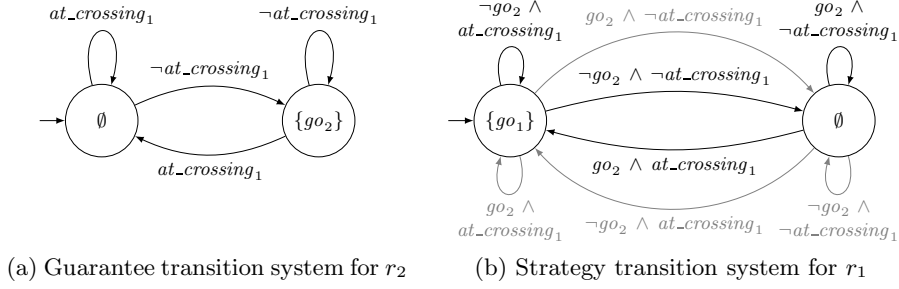 at_crossing₁
¬at_crossing₁
¬at_crossing₁
∅
{go₂}
at_crossing₁
(a) Guarantee transition system for r₂
¬go₂ ∧
at_crossing₁
go₂ ∧ ¬at_crossing₁
go₂ ∧
¬at_crossing₁
¬go₂ ∧ ¬at_crossing₁
{go₁}
∅
go₂ ∧ at_crossing₁
go₂ ∧
at_crossing₁
¬go₂ ∧ at_crossing₁
¬go₂ ∧
¬at_crossing₁
(b) Strategy transition system for r₁